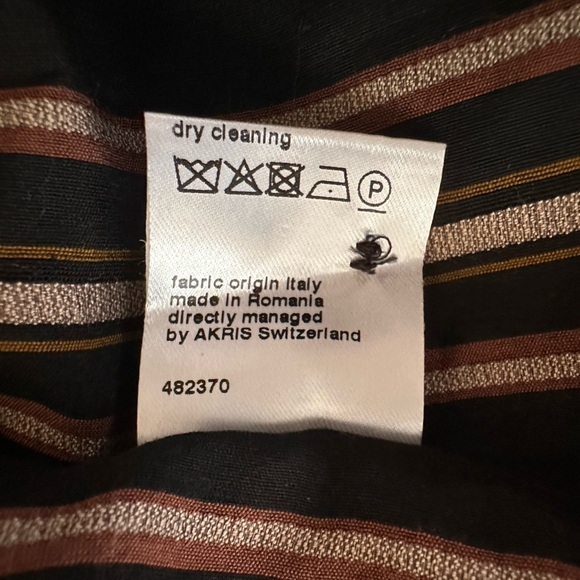 dry cleaning
P
fabric origin Italy
made in Romania
directly managed
by AKRIS Switzerland
482370